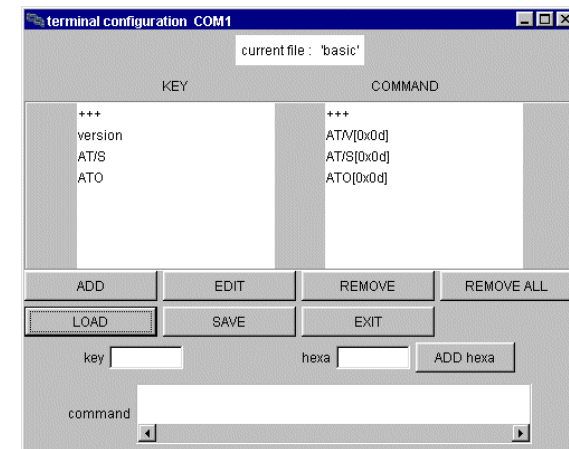 terminal configuration COM1
current file : 'basic'
KEY COMMAND
+++ +++
version AT/V[0x0d]
AT/S AT/S[0x0d]
ATO ATO[0x0d]
ADD EDIT REMOVE REMOVE ALL
LOAD SAVE EXIT
key hexa ADD hexa
command